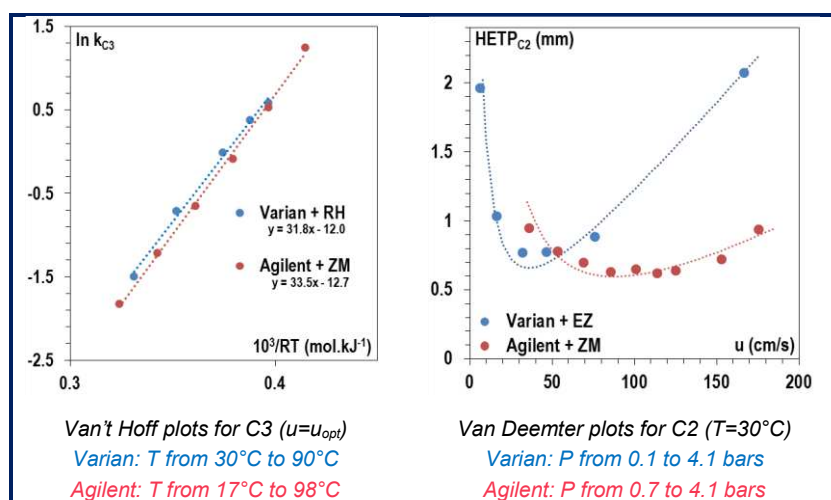 ln k_C3
1.5
0.5
-0.5
-1.5
-2.5
Varian + RH
y = 31.8x - 12.0
Agilent + ZM
y = 33.5x - 12.7
10³/RT (mol.kJ⁻¹)
0.3
0.4
HETP_C2 (mm)
2
1.5
1
0.5
0
Varian + EZ
Agilent + ZM
u (cm/s)
0
50
100
150
200
Van't Hoff plots for C3 (u=u_opt)
Varian: T from 30°C to 90°C
Agilent: T from 17°C to 98°C
Van Deemter plots for C2 (T=30°C)
Varian: P from 0.1 to 4.1 bars
Agilent: P from 0.7 to 4.1 bars